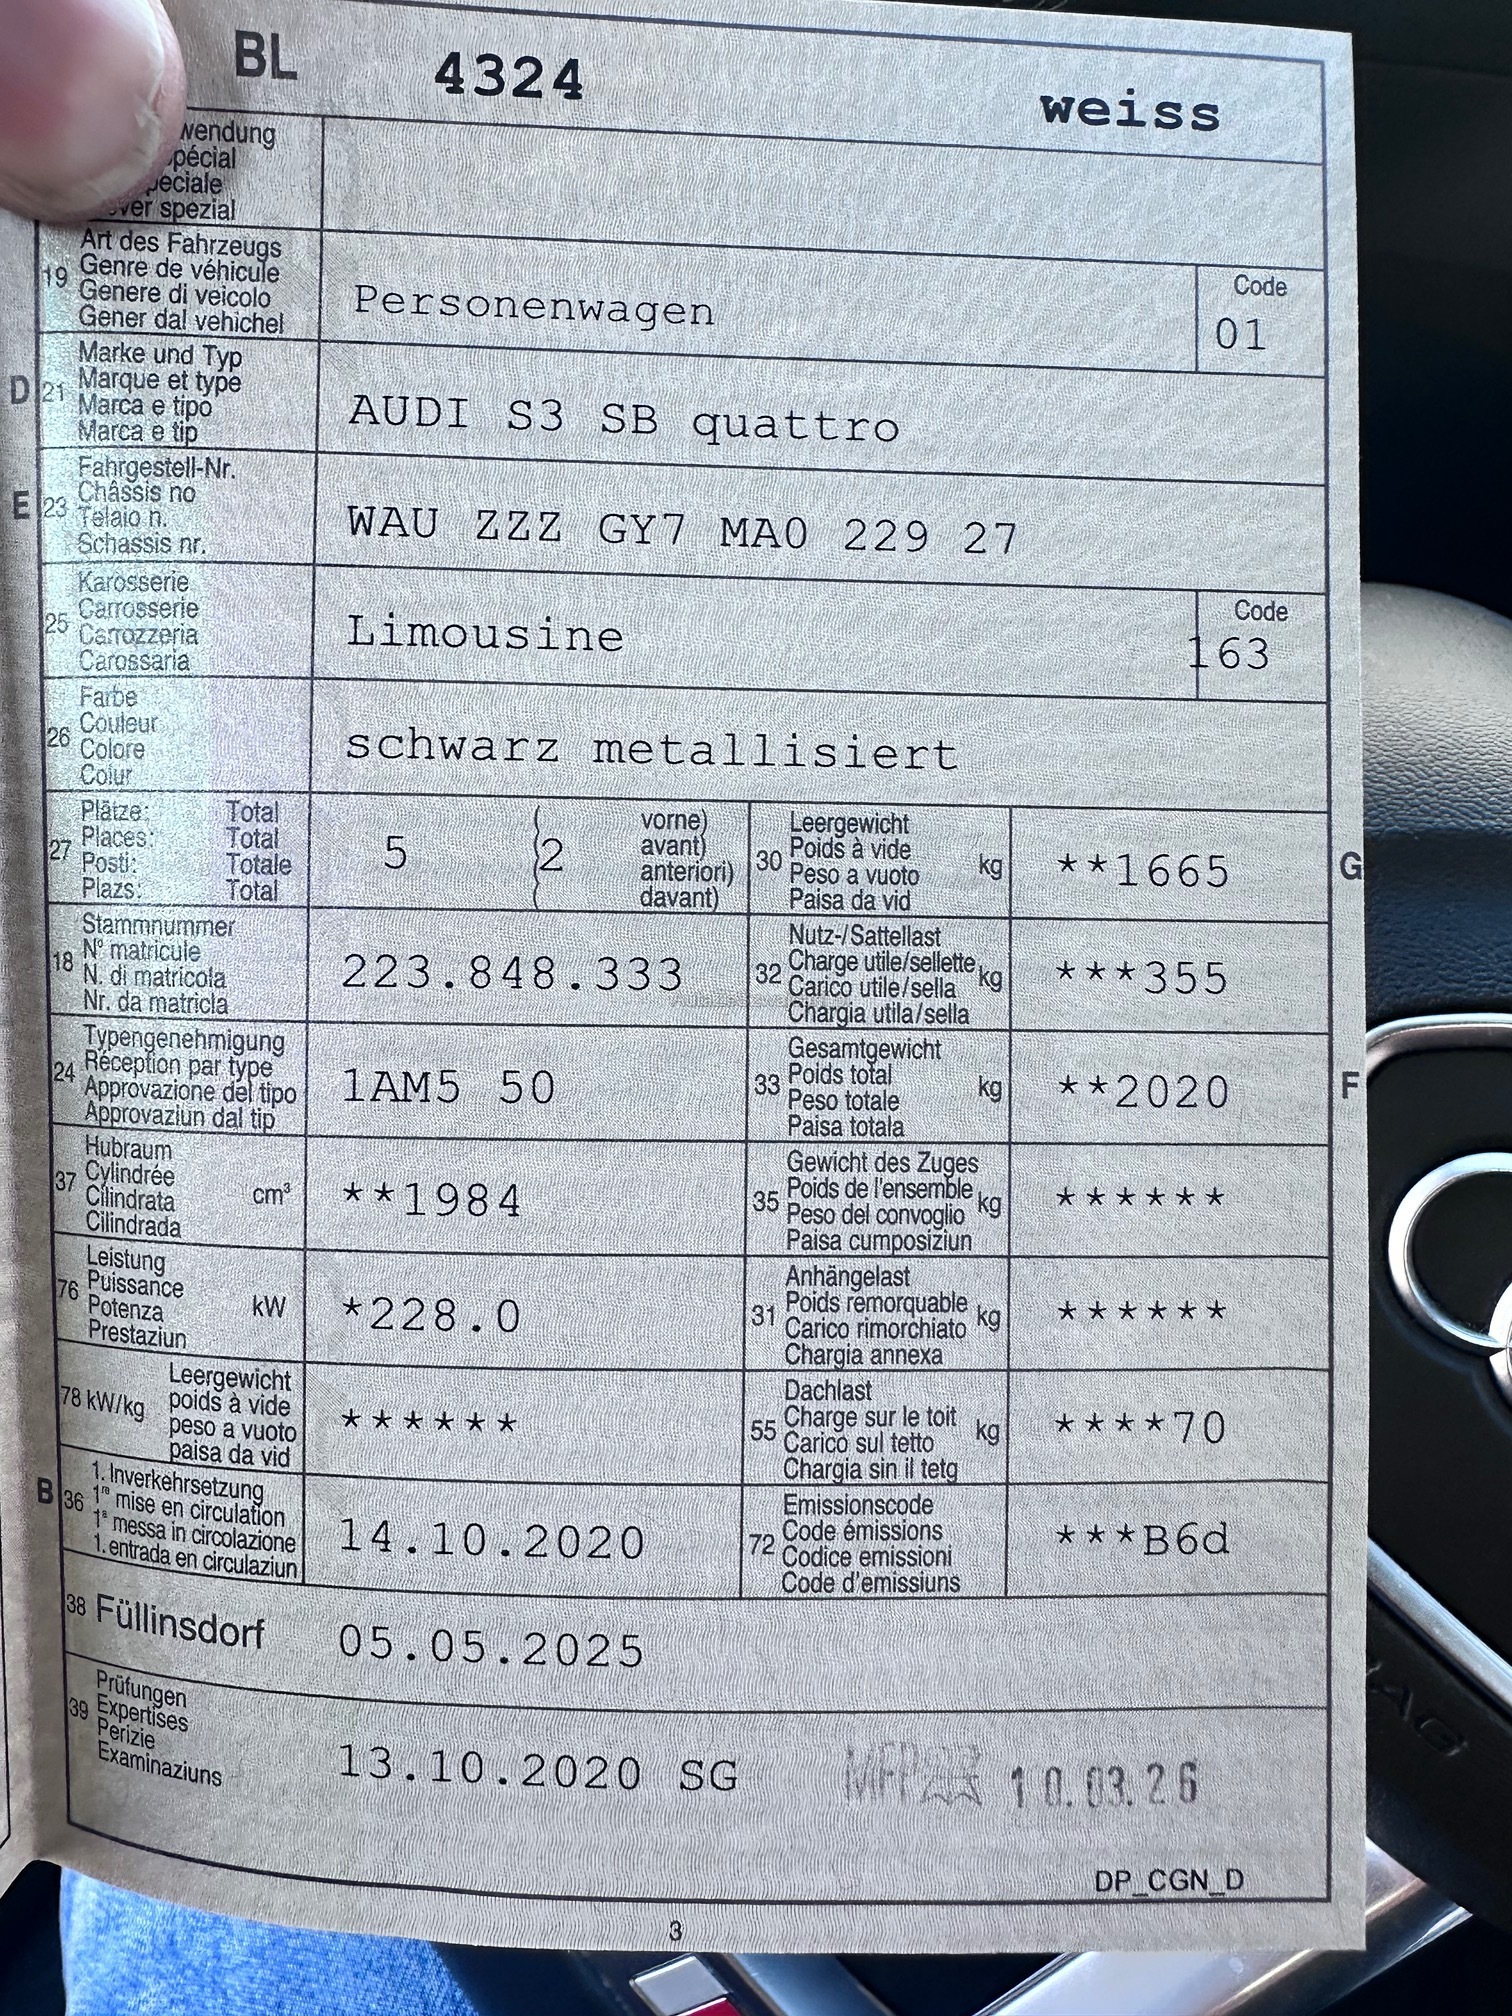 BL 4324 weiss
wendung
pécial
peciale
ver spezial
19 Art des Fahrzeugs
Genre de véhicule
Genere di veicolo
Gener dal vehichel
Personenwagen
Code
01
D 21 Marke und Typ
Marque et type
Marca e tipo
Marca e tip
AUDI S3 SB quattro
E 23 Fahrgestell-Nr.
Châssis no
Telaio n.
Schassis nr.
WAU ZZZ GY7 MA0 229 27
25 Karosserie
Carrosserie
Carrozzeria
Carossaria
Limousine
Code
163
26 Farbe
Couleur
Colore
Colur
schwarz metallisiert
27 Plätze: Total
Places: Total
Posti: Totale
Plazs: Total
5 (2 vorne)
avant)
anteriori)
davant)
30 Leergewicht
Poids à vide
Peso a vuoto
Paisa da vid
kg **1665 G
18 Stammnummer
N° matricule
N. di matricola
Nr. da matricla
223.848.333
32 Nutz-/Sattellast
Charge utile/sellette
Carico utile/sella
Chargia utila/sella
kg ***355
24 Typengenehmigung
Réception par type
Approvazione del tipo
Approvaziun dal tip
1AM5 50
33 Gesamtgewicht
Poids total
Peso totale
Paisa totala
kg **2020 F
37 Hubraum
Cylindrée
Cilindrata
Cilindrada
cm³ **1984
35 Gewicht des Zuges
Poids de l'ensemble
Peso del convoglio
Paisa cumposiziun
kg ******
76 Leistung
Puissance
Potenza
Prestaziun
kW *228.0
31 Anhängelast
Poids remorquable
Carico rimorchiato
Chargia annexa
kg ******
78 kW/kg Leergewicht
poids à vide
peso a vuoto
paisa da vid
******
55 Dachlast
Charge sur le toit
Carico sul tetto
Chargia sin il tetg
kg ****70
B 36 1. Inverkehrsetzung
1re mise en circulation
1a messa in circolazione
1. entrada en circulaziun
14.10.2020
72 Emissionscode
Code émissions
Codice emissioni
Code d'emissiuns
***B6d
38 Füllinsdorf 05.05.2025
39 Prüfungen
Expertises
Perizie
Examinaziuns
13.10.2020 SG 10.03.26
DP_CGN_D
3